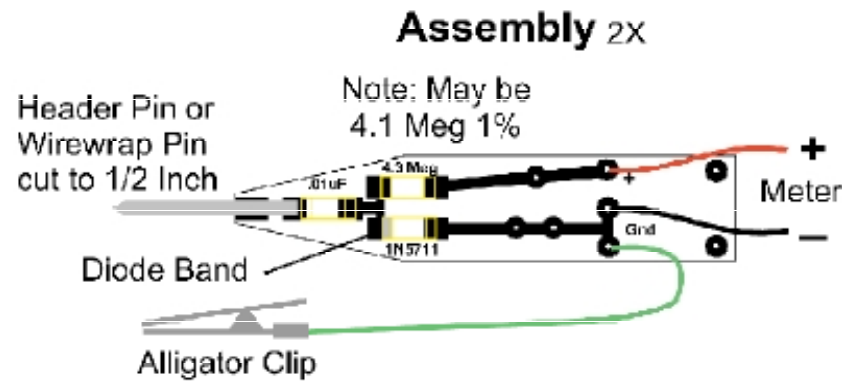 Assembly 2X
Note: May be
4.1 Meg 1%
Header Pin or
Wirewrap Pin
cut to 1/2 Inch
4.3 Meg
.01uF
+
+
Meter
Gnd
–
1N5711
Diode Band
Alligator Clip